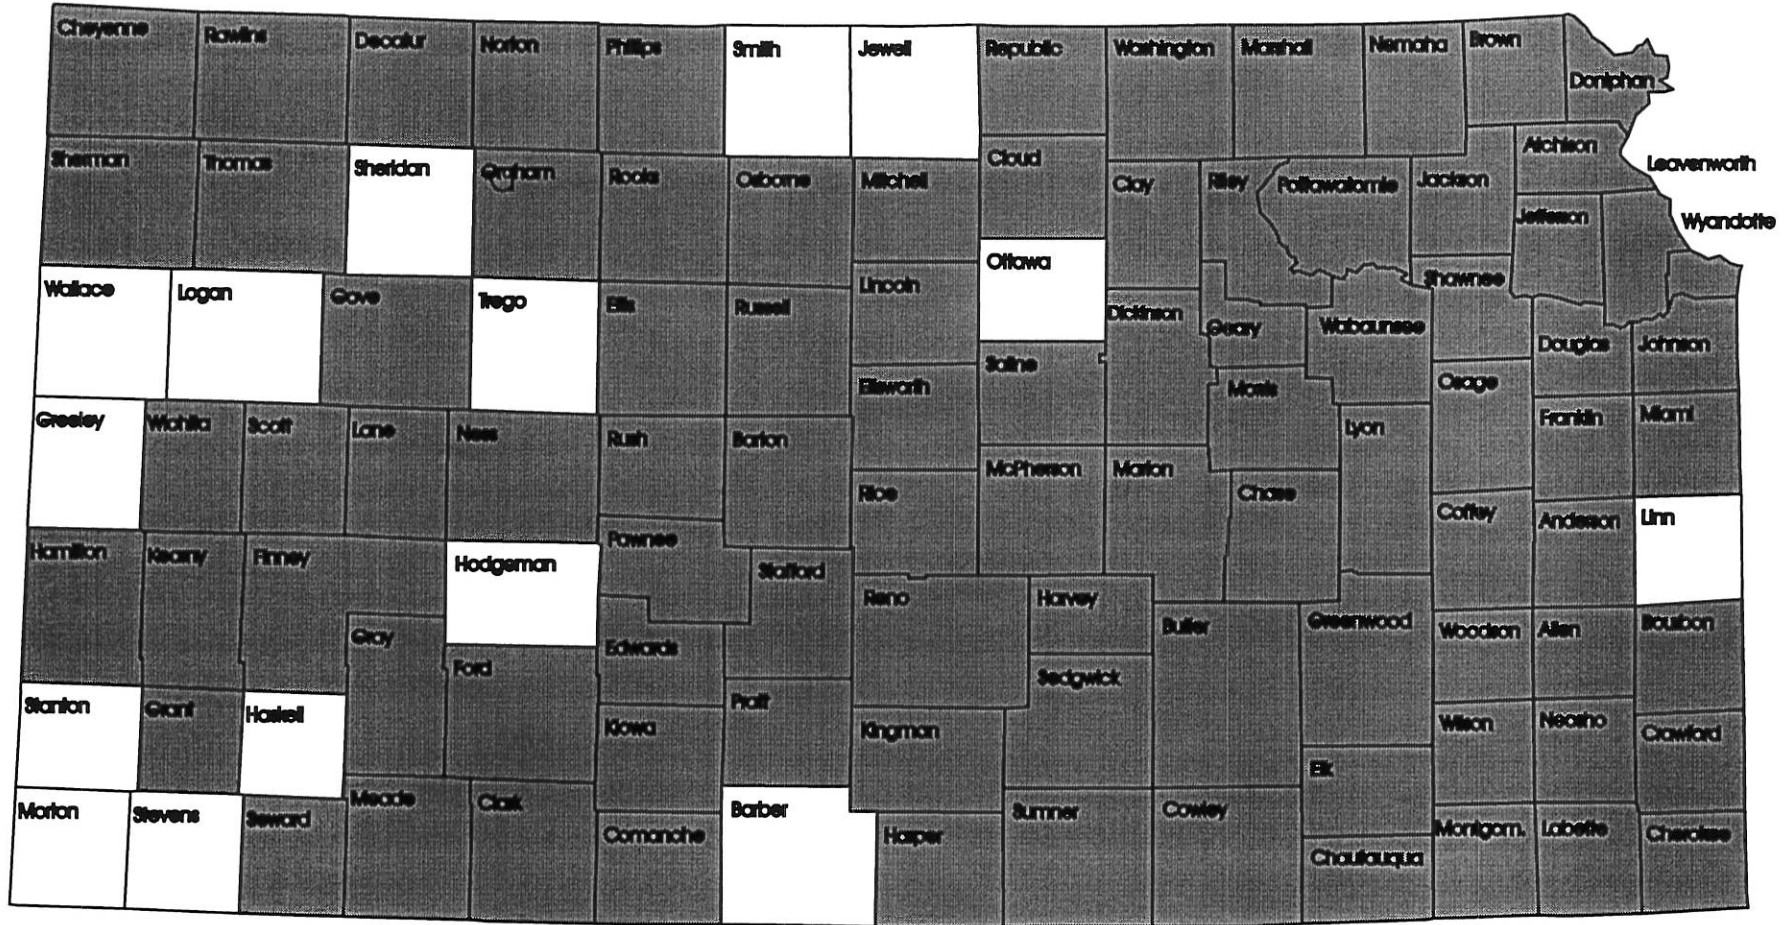 Cheyenne
Rawlins
Decatur
Norton
Phillips
Smith
Jewell
Republic
Washington
Marshall
Nemaha
Brown
Doniphan
Sherman
Thomas
Sheridan
Graham
Rooks
Osborne
Mitchell
Cloud
Clay
Riley
Pottawatomie
Jackson
Atchison
Leavenworth
Jefferson
Wyandotte
Wallace
Logan
Gove
Trego
Ellis
Russell
Lincoln
Ottawa
Dickinson
Geary
Wabaunsee
Shawnee
Douglas
Johnson
Greeley
Wichita
Scott
Lane
Ness
Rush
Barton
Ellsworth
Saline
Morris
Lyon
Osage
Franklin
Miami
Rice
McPherson
Marion
Chase
Coffey
Anderson
Linn
Hamilton
Kearny
Finney
Hodgeman
Pawnee
Stafford
Reno
Harvey
Butler
Greenwood
Woodson
Allen
Bourbon
Gray
Ford
Edwards
Sedgwick
Stanton
Grant
Haskell
Kiowa
Pratt
Kingman
Elk
Wilson
Neosho
Crawford
Morton
Stevens
Seward
Meade
Clark
Comanche
Barber
Harper
Sumner
Cowley
Chautauqua
Montgom.
Labette
Cherokee